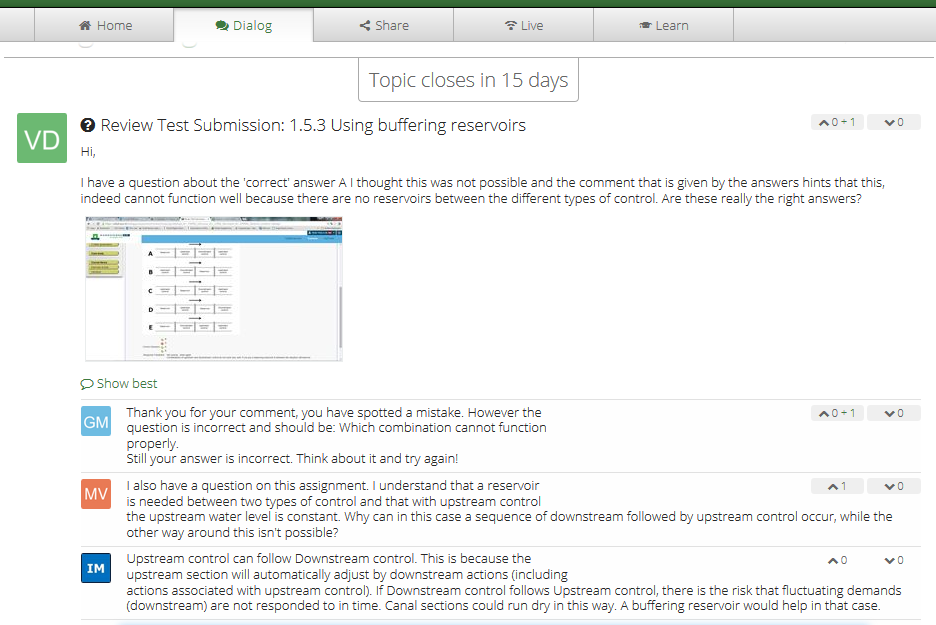 Home
Dialog
Share
Live
Learn
Topic closes in 15 days
VD
Review Test Submission: 1.5.3 Using buffering reservoirs
0 + 1
0
Hi,
I have a question about the 'correct' answer A I thought this was not possible and the comment that is given by the answers hints that this,
indeed cannot function well because there are no reservoirs between the different types of control. Are these really the right answers?
A
B
C
D
E
Show best
GM
Thank you for your comment, you have spotted a mistake. However the
0 + 1
0
question is incorrect and should be: Which combination cannot function
properly.
Still your answer is incorrect. Think about it and try again!
MV
I also have a question on this assignment. I understand that a reservoir
1
0
is needed between two types of control and that with upstream control
the upstream water level is constant. Why can in this case a sequence of downstream followed by upstream control occur, while the
other way around this isn't possible?
IM
Upstream control can follow Downstream control. This is because the
0
0
upstream section will automatically adjust by downstream actions (including
actions associated with upstream control). If Downstream control follows Upstream control, there is the risk that fluctuating demands
(downstream) are not responded to in time. Canal sections could run dry in this way. A buffering reservoir would help in that case.